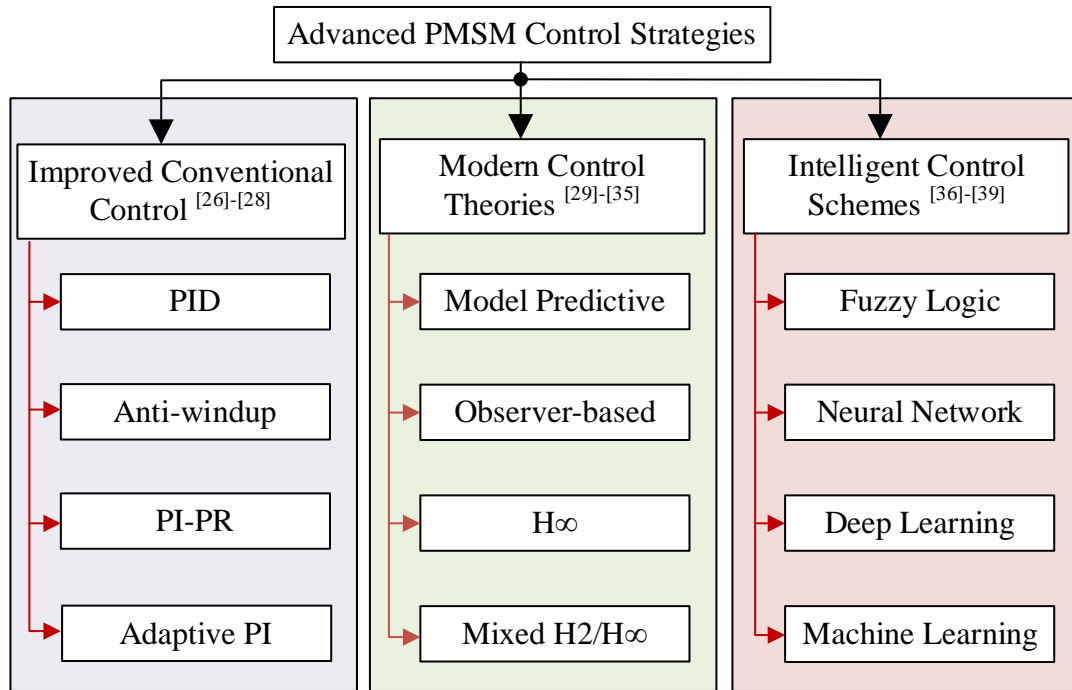 Advanced PMSM Control Strategies
Improved Conventional
Control [26]-[28]
PID
Anti-windup
PI-PR
Adaptive PI
Modern Control
Theories [29]-[35]
Model Predictive
Observer-based
H∞
Mixed H2/H∞
Intelligent Control
Schemes [36]-[39]
Fuzzy Logic
Neural Network
Deep Learning
Machine Learning